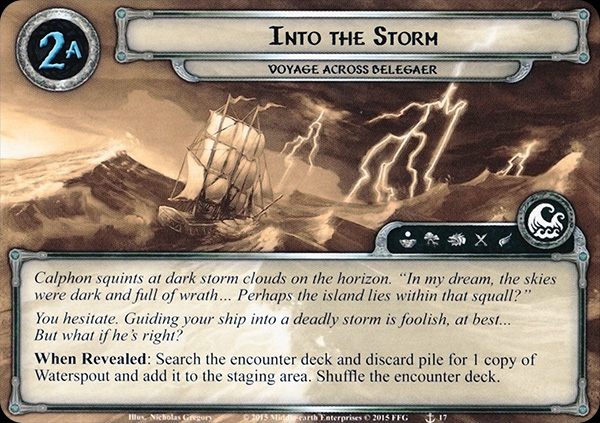 2A
INTO THE STORM
VOYAGE ACROSS BELEGAER
Calphon squints at dark storm clouds on the horizon. “In my dream, the skies
were dark and full of wrath... Perhaps the island lies within that squall?”
You hesitate. Guiding your ship into a deadly storm is foolish, at best...
But what if he's right?
When Revealed: Search the encounter deck and discard pile for 1 copy of
Waterspout and add it to the staging area. Shuffle the encounter deck.
Illus. Nicholas Gregory © 2015 Middle-earth Enterprises © 2015 FFG 17